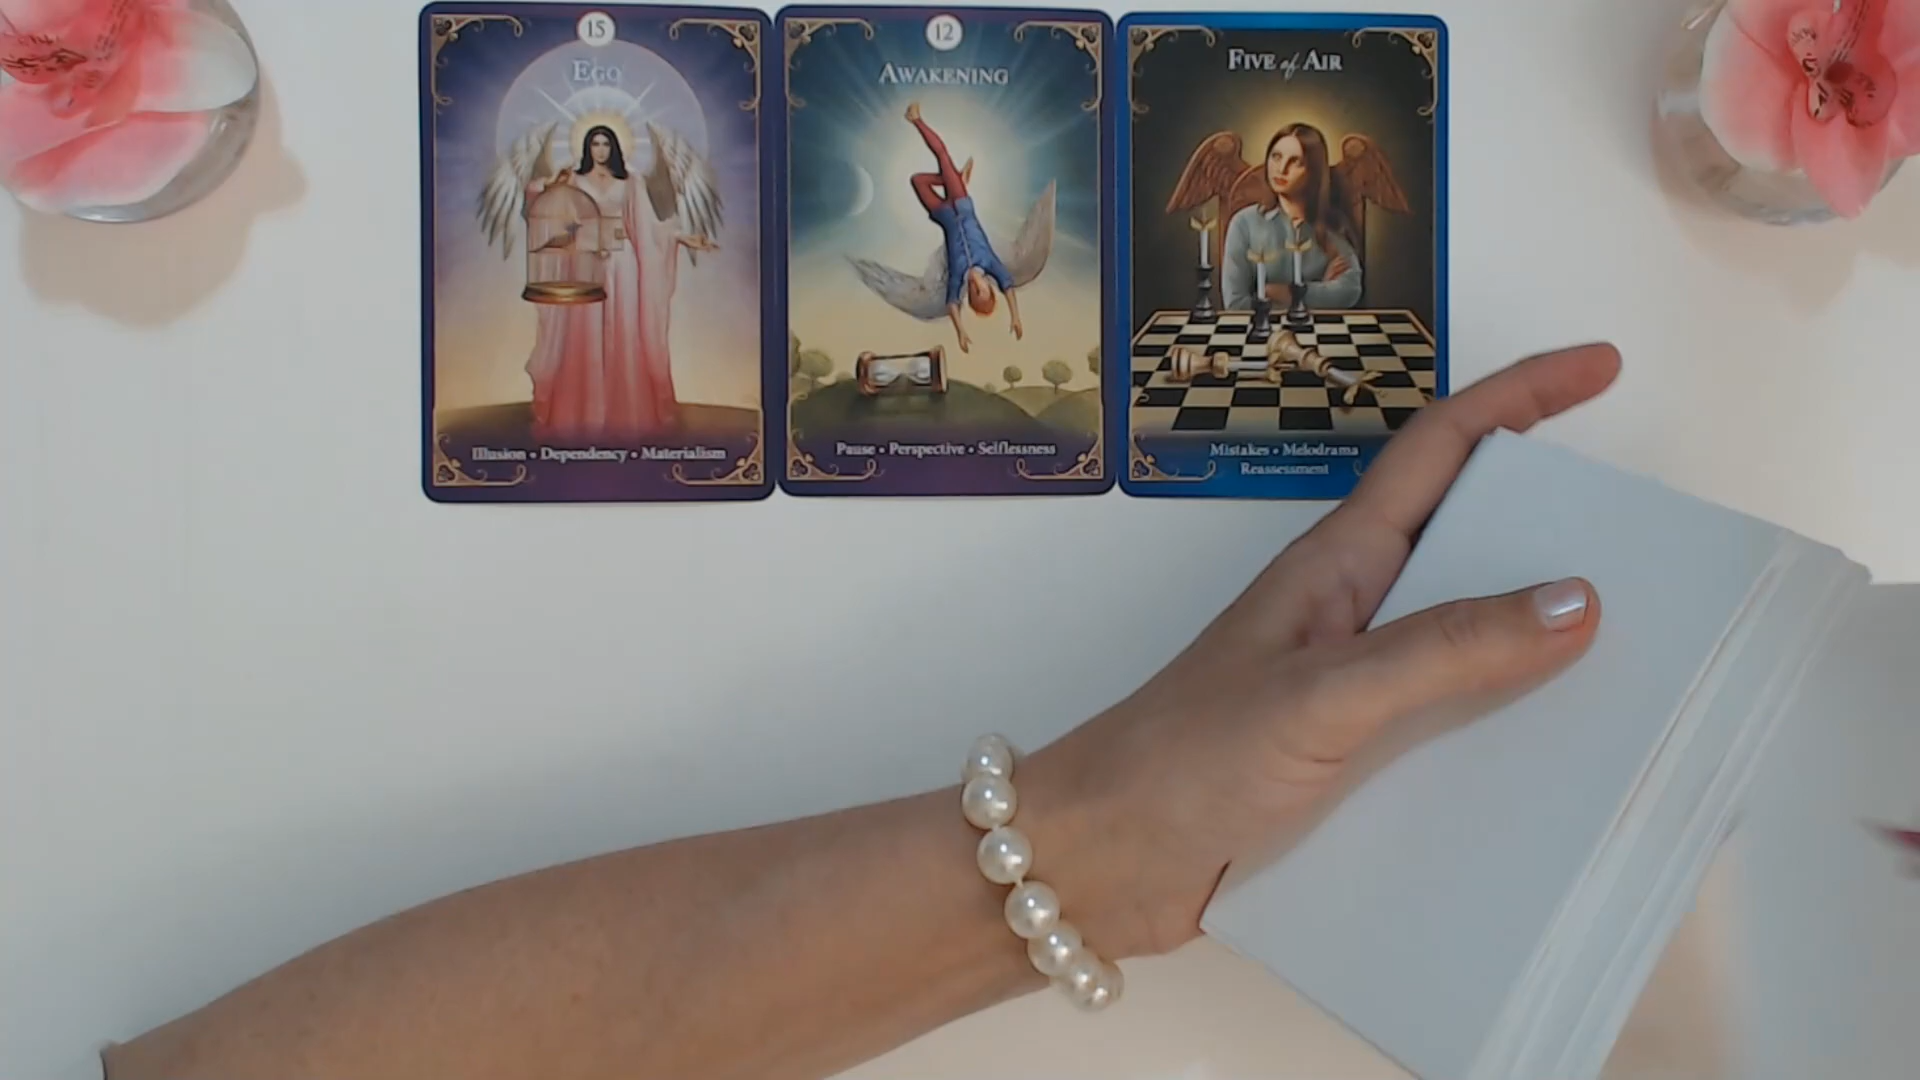 15
EGO
Illusion • Dependency • Materialism
12
AWAKENING
Pause • Perspective • Selflessness
FIVE of AIR
Mistakes • Melodrama
Reassessment